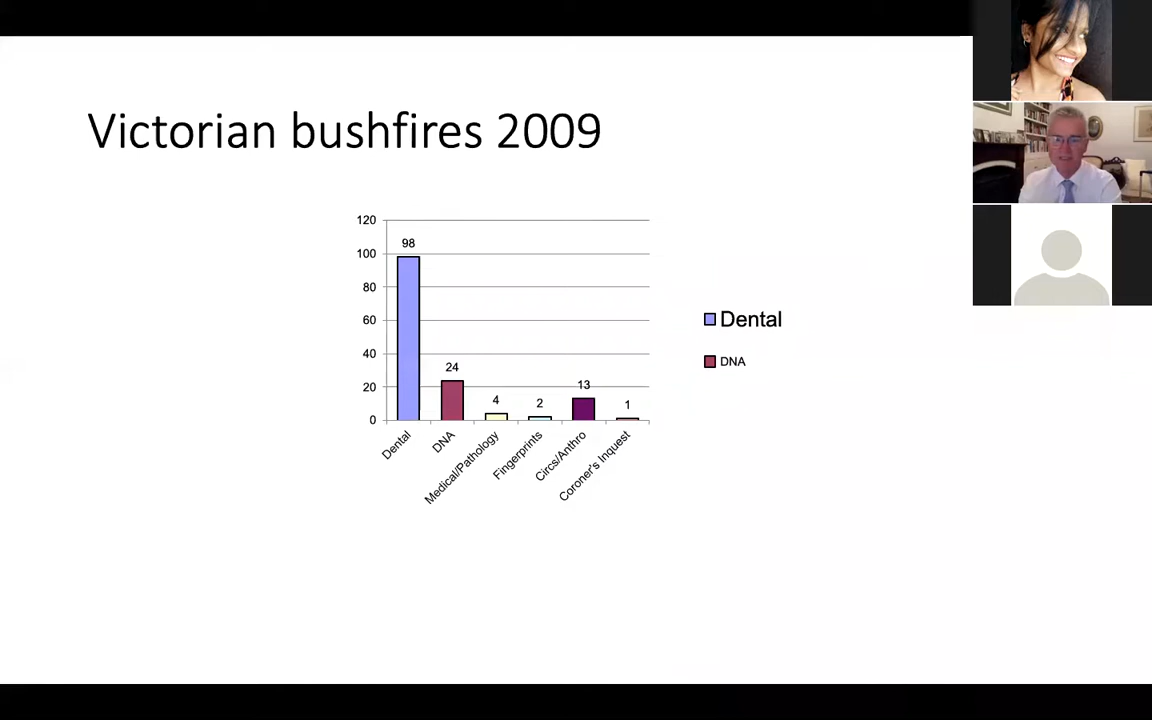 Victorian bushfires 2009
120
100
80
60
40
20
0
98
24
4
2
13
1
Dental
DNA
Medical/Pathology
Fingerprints
Circs/Anthro
Coroner's Inquest
Dental
DNA